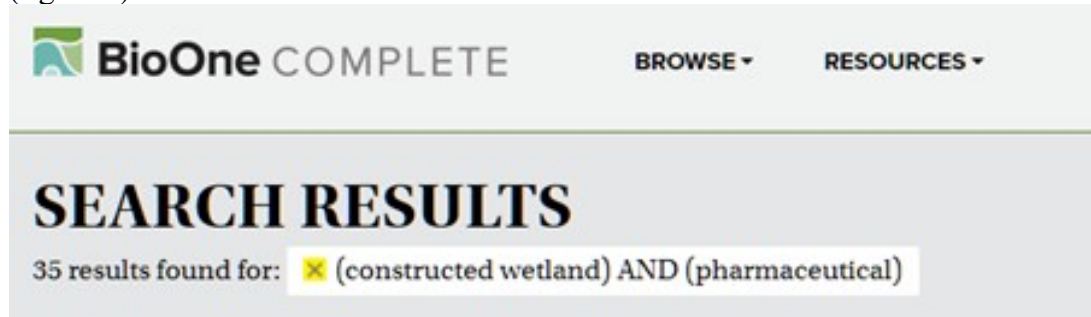 BioOne COMPLETE BROWSE RESOURCES
SEARCH RESULTS
35 results found for: (constructed wetland) AND (pharmaceutical)